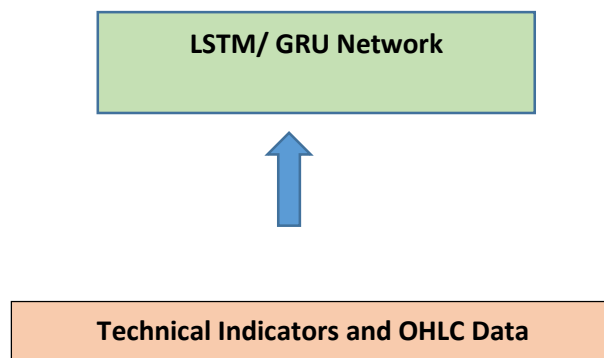 LSTM/ GRU Network
Technical Indicators and OHLC Data